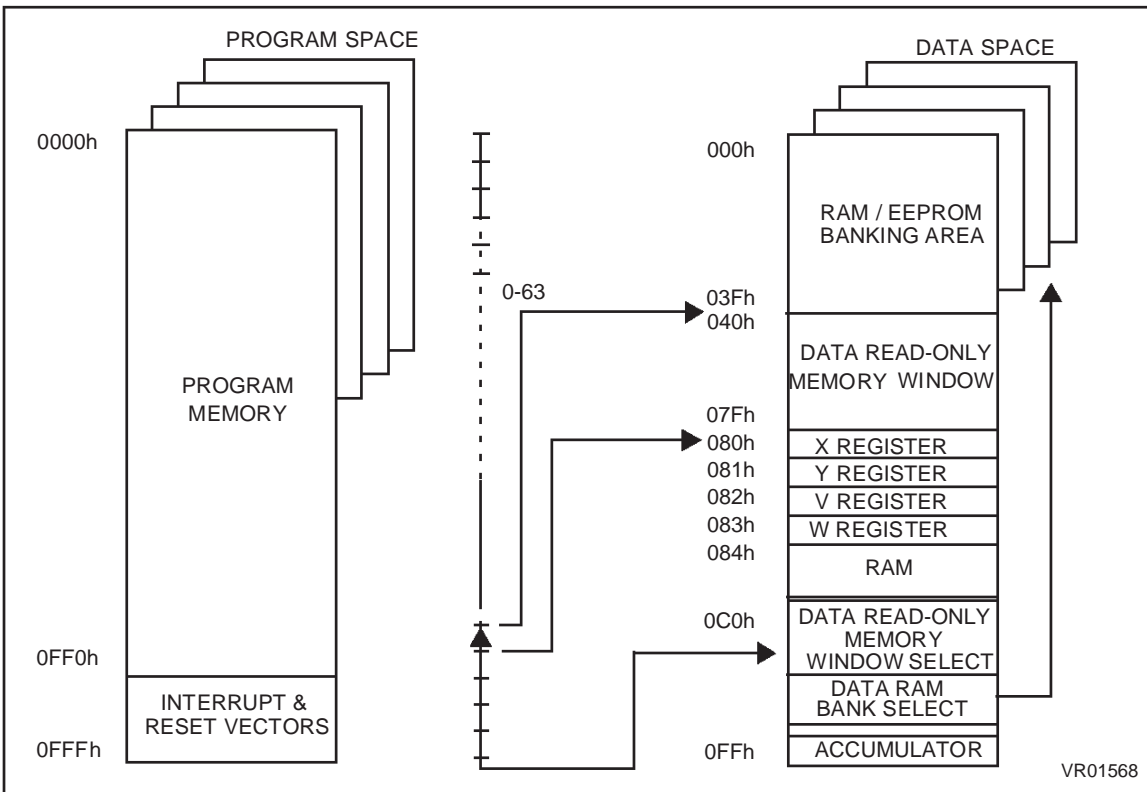 PROGRAM SPACE
0000h
PROGRAM
MEMORY
0FF0h
INTERRUPT &
RESET VECTORS
0FFFh
0-63
DATA SPACE
000h
RAM / EEPROM
BANKING AREA
03Fh
040h
DATA READ-ONLY
MEMORY WINDOW
07Fh
080h
X REGISTER
081h
Y REGISTER
082h
V REGISTER
083h
W REGISTER
084h
RAM
0C0h
DATA READ-ONLY
MEMORY
WINDOW SELECT
DATA RAM
BANK SELECT
0FFh
ACCUMULATOR
VR01568